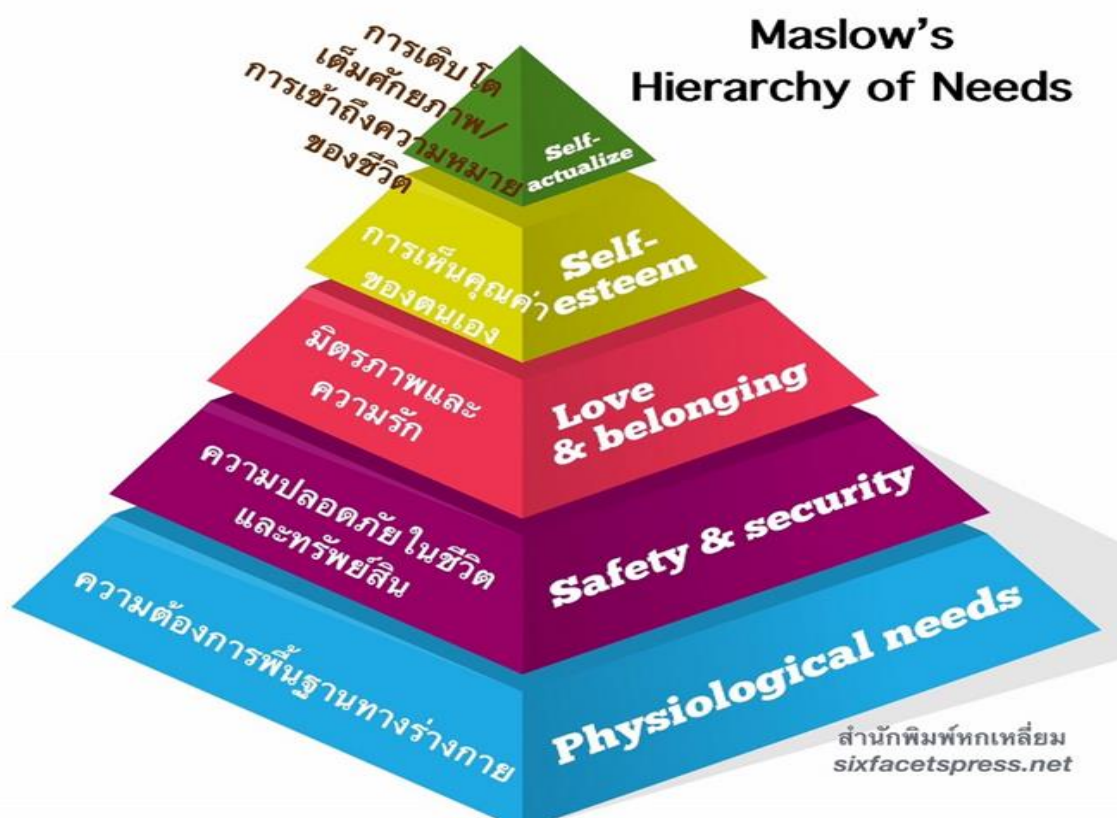 Maslow's
Hierarchy of Needs
การเติบโต
เต็มศักยภาพ/
การเข้าถึงความหมาย
ของชีวิต
Self-
actualize
การเห็นคุณค่า
ของตนเอง
Self-
esteem
มิตรภาพและ
ความรัก
Love
& belonging
ความปลอดภัยในชีวิต
และทรัพย์สิน
Safety & security
ความต้องการพื้นฐานทางร่างกาย
Physiological needs
สำนักพิมพ์หกเหลี่ยม
sixfacetspress.net